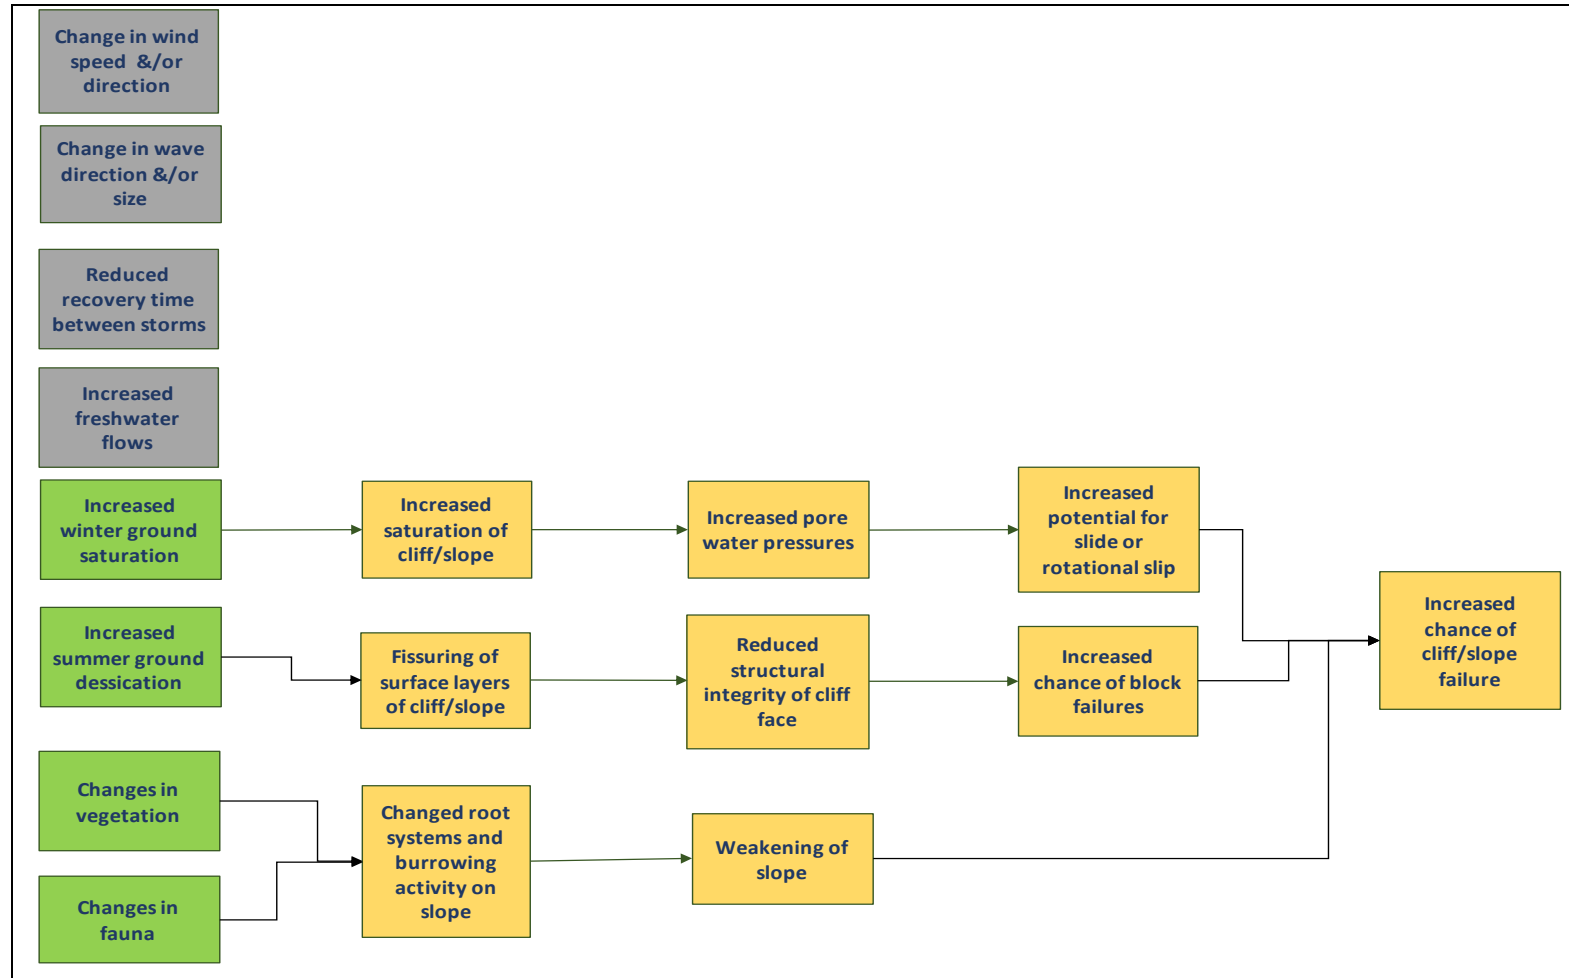 Change in wind
speed &/or
direction
Change in wave
direction &/or
size
Reduced
recovery time
between storms
Increased
freshwater
flows
Increased
winter ground
saturation
Increased
saturation of
cliff/slope
Increased pore
water pressures
Increased
potential for
slide or
rotational slip
Increased
chance of
cliff/slope
failure
Increased
summer ground
dessication
Fissuring of
surface layers
of cliff/slope
Reduced
structural
integrity of cliff
face
Increased
chance of block
failures
Changes in
vegetation
Changed root
systems and
burrowing
activity on
slope
Weakening of
slope
Changes in
fauna